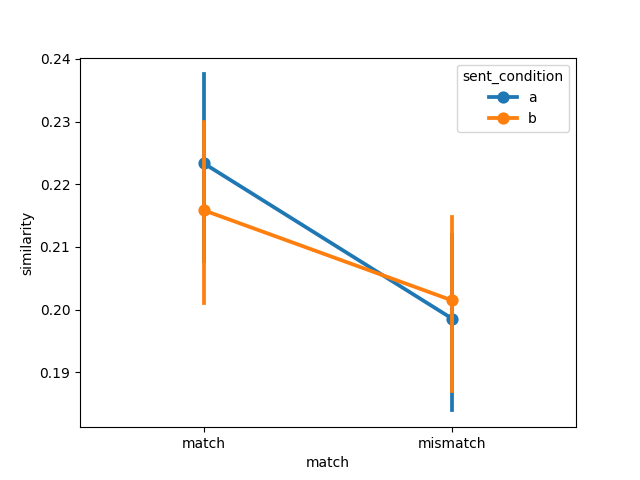 0.24
0.23
0.22
0.21
0.20
0.19
similarity
sent_condition
a
b
match
mismatch
match